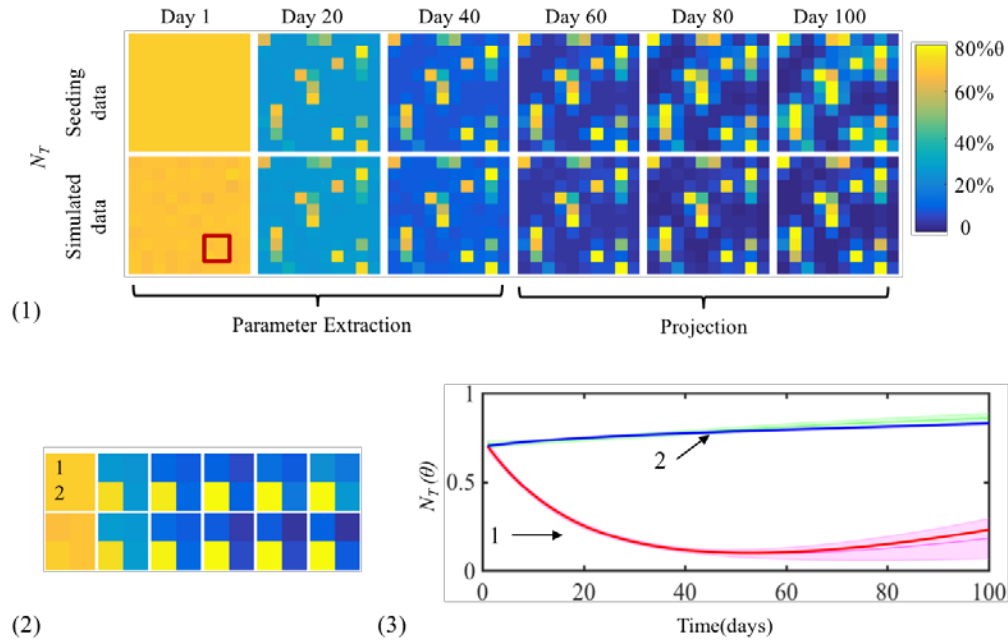 Day 1 Day 20 Day 40 Day 60 Day 80 Day 100
Seeding
data
N_T
Simulated
data
80%θ
60%
40%
20%
0
Parameter Extraction
Projection
(1)
1
2
(2)
1
0.5
0
N_T (θ)
2
1
0 20 40 60 80 100
Time(days)
(3)